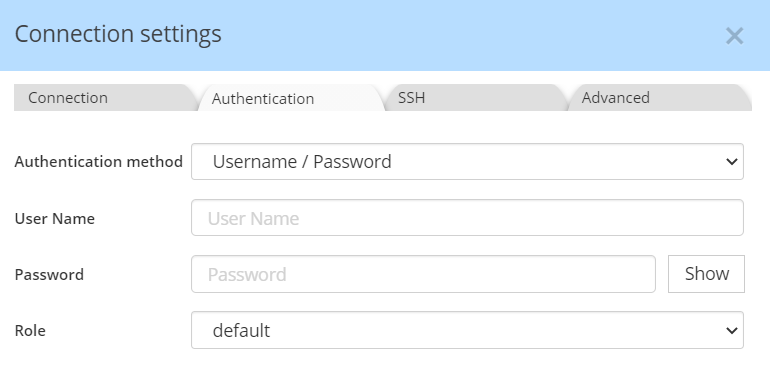 Connection settings
Connection Authentication SSH Advanced
Authentication method Username / Password
User Name User Name
Password Password Show
Role default